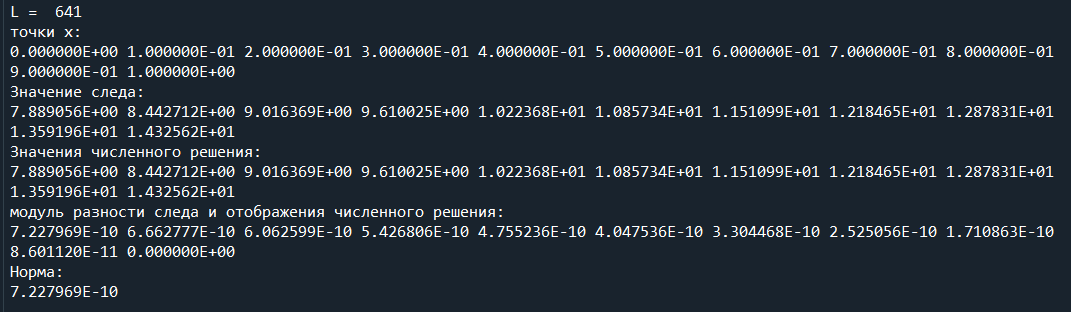 L =  641
точки x:
0.000000E+00 1.000000E-01 2.000000E-01 3.000000E-01 4.000000E-01 5.000000E-01 6.000000E-01 7.000000E-01 8.000000E-01
9.000000E-01 1.000000E+00
Значение следа:
7.889056E+00 8.442712E+00 9.016369E+00 9.610025E+00 1.022368E+01 1.085734E+01 1.151099E+01 1.218465E+01 1.287831E+01
1.359196E+01 1.432562E+01
Значения численного решения:
7.889056E+00 8.442712E+00 9.016369E+00 9.610025E+00 1.022368E+01 1.085734E+01 1.151099E+01 1.218465E+01 1.287831E+01
1.359196E+01 1.432562E+01
модуль разности следа и отображения численного решения:
7.227969E-10 6.662777E-10 6.062599E-10 5.426806E-10 4.755236E-10 4.047536E-10 3.304468E-10 2.525056E-10 1.710863E-10
8.601120E-11 0.000000E+00
Норма:
7.227969E-10